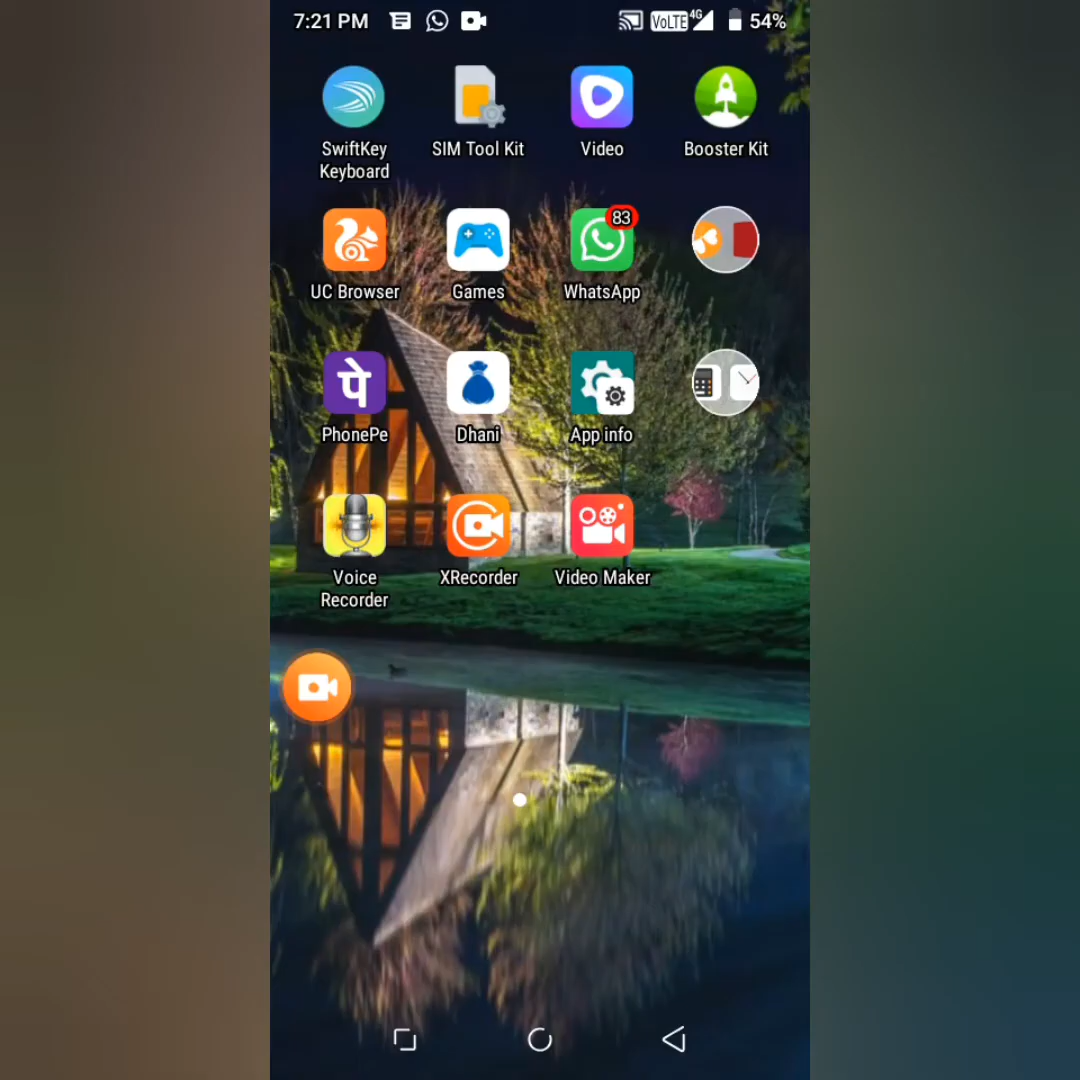 7:21 PM VoLTE 4G 54%
SwiftKey Keyboard
SIM Tool Kit
Video
Booster Kit
UC Browser
Games
83
WhatsApp
पे
PhonePe
Dhani
App info
Voice Recorder
XRecorder
Video Maker